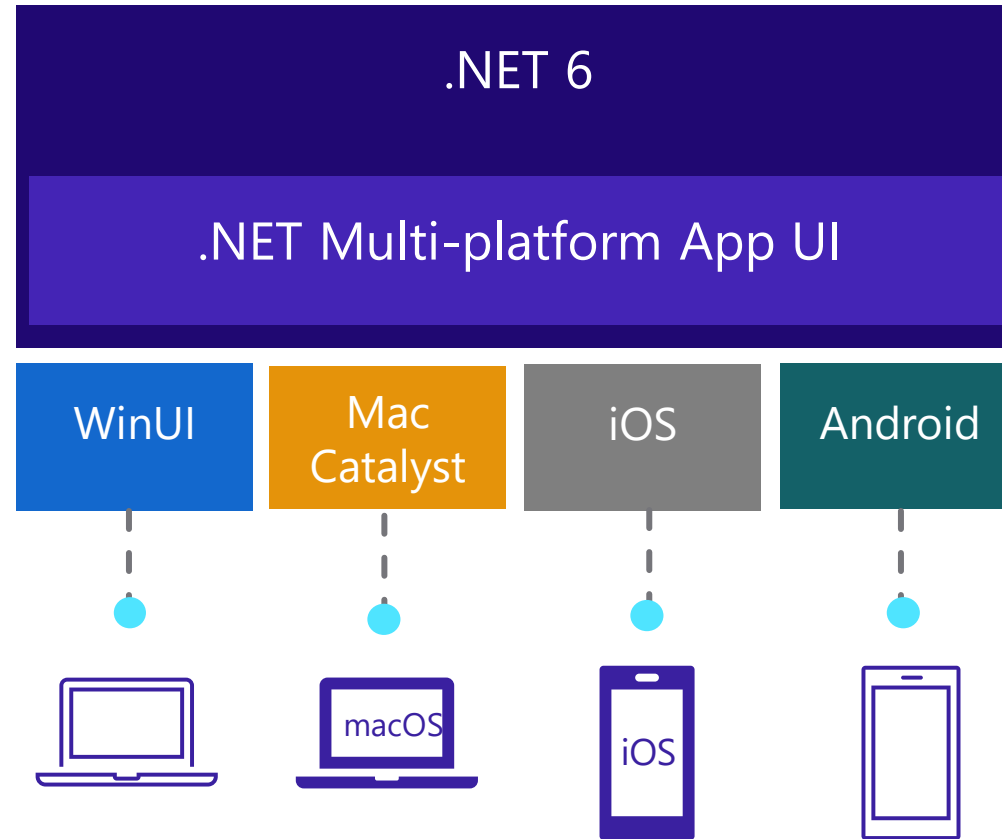 .NET 6
.NET Multi-platform App UI
WinUI
Mac
Catalyst
iOS
Android
macOS
iOS